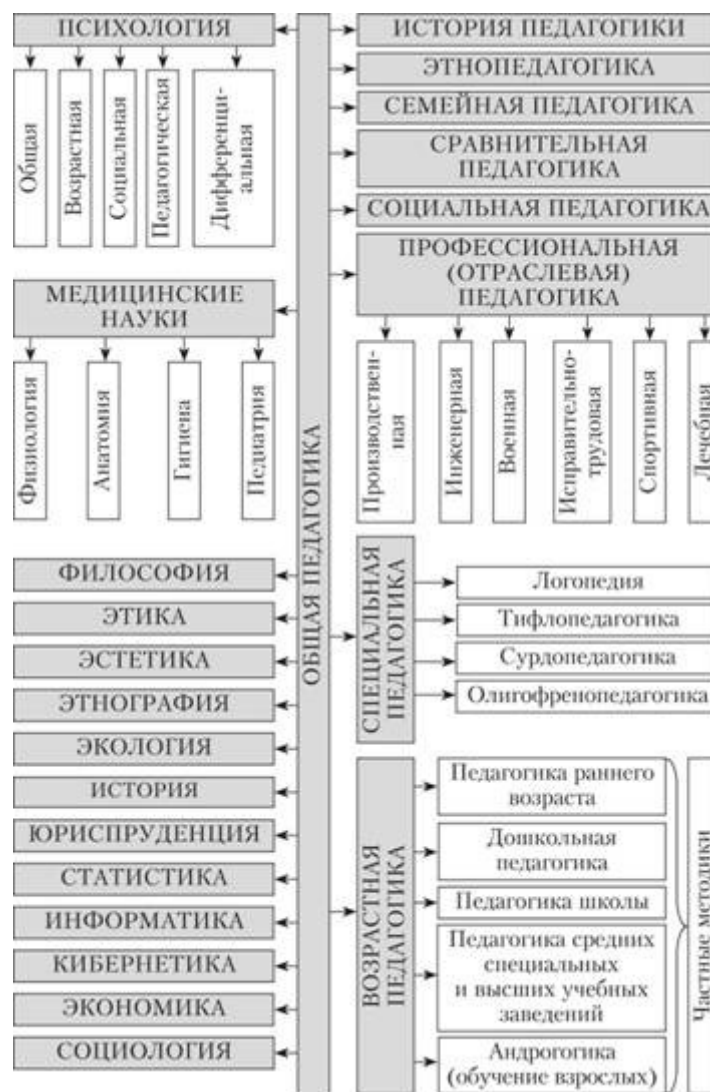 ПСИХОЛОГИЯ
Общая
Возрастная
Социальная
Педагогическая
Дифференци-
альная
МЕДИЦИНСКИЕ
НАУКИ
Физиология
Анатомия
Гигиена
Педиатрия
ФИЛОСОФИЯ
ЭТИКА
ЭСТЕТИКА
ЭТНОГРАФИЯ
ЭКОЛОГИЯ
ИСТОРИЯ
ЮРИСПРУДЕНЦИЯ
СТАТИСТИКА
ИНФОРМАТИКА
КИБЕРНЕТИКА
ЭКОНОМИКА
СОЦИОЛОГИЯ
ОБЩАЯ ПЕДАГОГИКА
ИСТОРИЯ ПЕДАГОГИКИ
ЭТНОПЕДАГОГИКА
СЕМЕЙНАЯ ПЕДАГОГИКА
СРАВНИТЕЛЬНАЯ
ПЕДАГОГИКА
СОЦИАЛЬНАЯ ПЕДАГОГИКА
ПРОФЕССИОНАЛЬНАЯ
(ОТРАСЛЕВАЯ)
ПЕДАГОГИКА
Производствен-
ная
Инженерная
Военная
Исправительно-
трудовая
Спортивная
Лечебная
СПЕЦИАЛЬНАЯ
ПЕДАГОГИКА
Логопедия
Тифлопедагогика
Сурдопедагогика
Олигофренопедагогика
ВОЗРАСТНАЯ
ПЕДАГОГИКА
Педагогика раннего
возраста
Дошкольная
педагогика
Педагогика школы
Педагогика средних
специальных
и высших учебных
заведений
Андрогогика
(обучение взрослых)
Частные методики